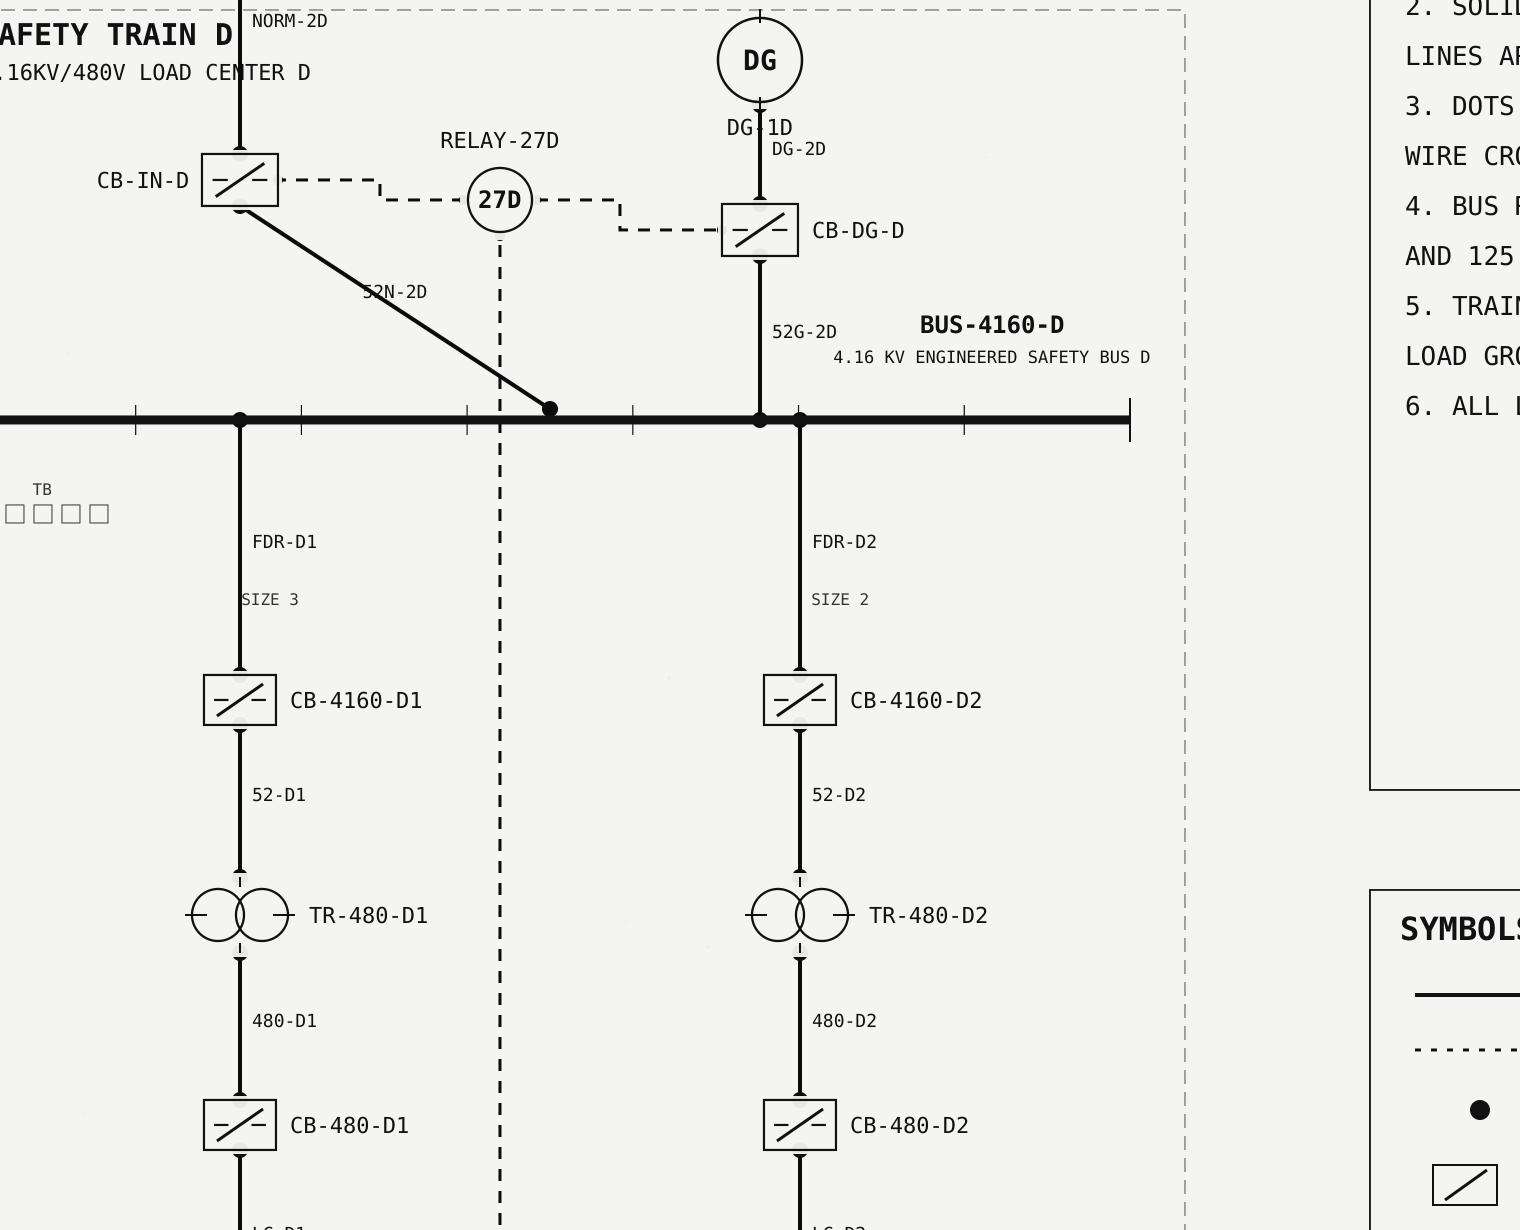 NORM-2D
AFETY TRAIN D
.16KV/480V LOAD CENTER D
DG
DG-1D
DG-2D
RELAY-27D
CB-IN-D
27D
CB-DG-D
52N-2D
52G-2D
BUS-4160-D
4.16 KV ENGINEERED SAFETY BUS D
TB
FDR-D1
FDR-D2
SIZE 3
SIZE 2
CB-4160-D1
CB-4160-D2
52-D1
52-D2
TR-480-D1
TR-480-D2
480-D1
480-D2
CB-480-D1
CB-480-D2
2. SOLID
LINES AR
3. DOTS
WIRE CRO
4. BUS
AND 125
5. TRAIN
LOAD GRO
6. ALL L
SYMBOLS